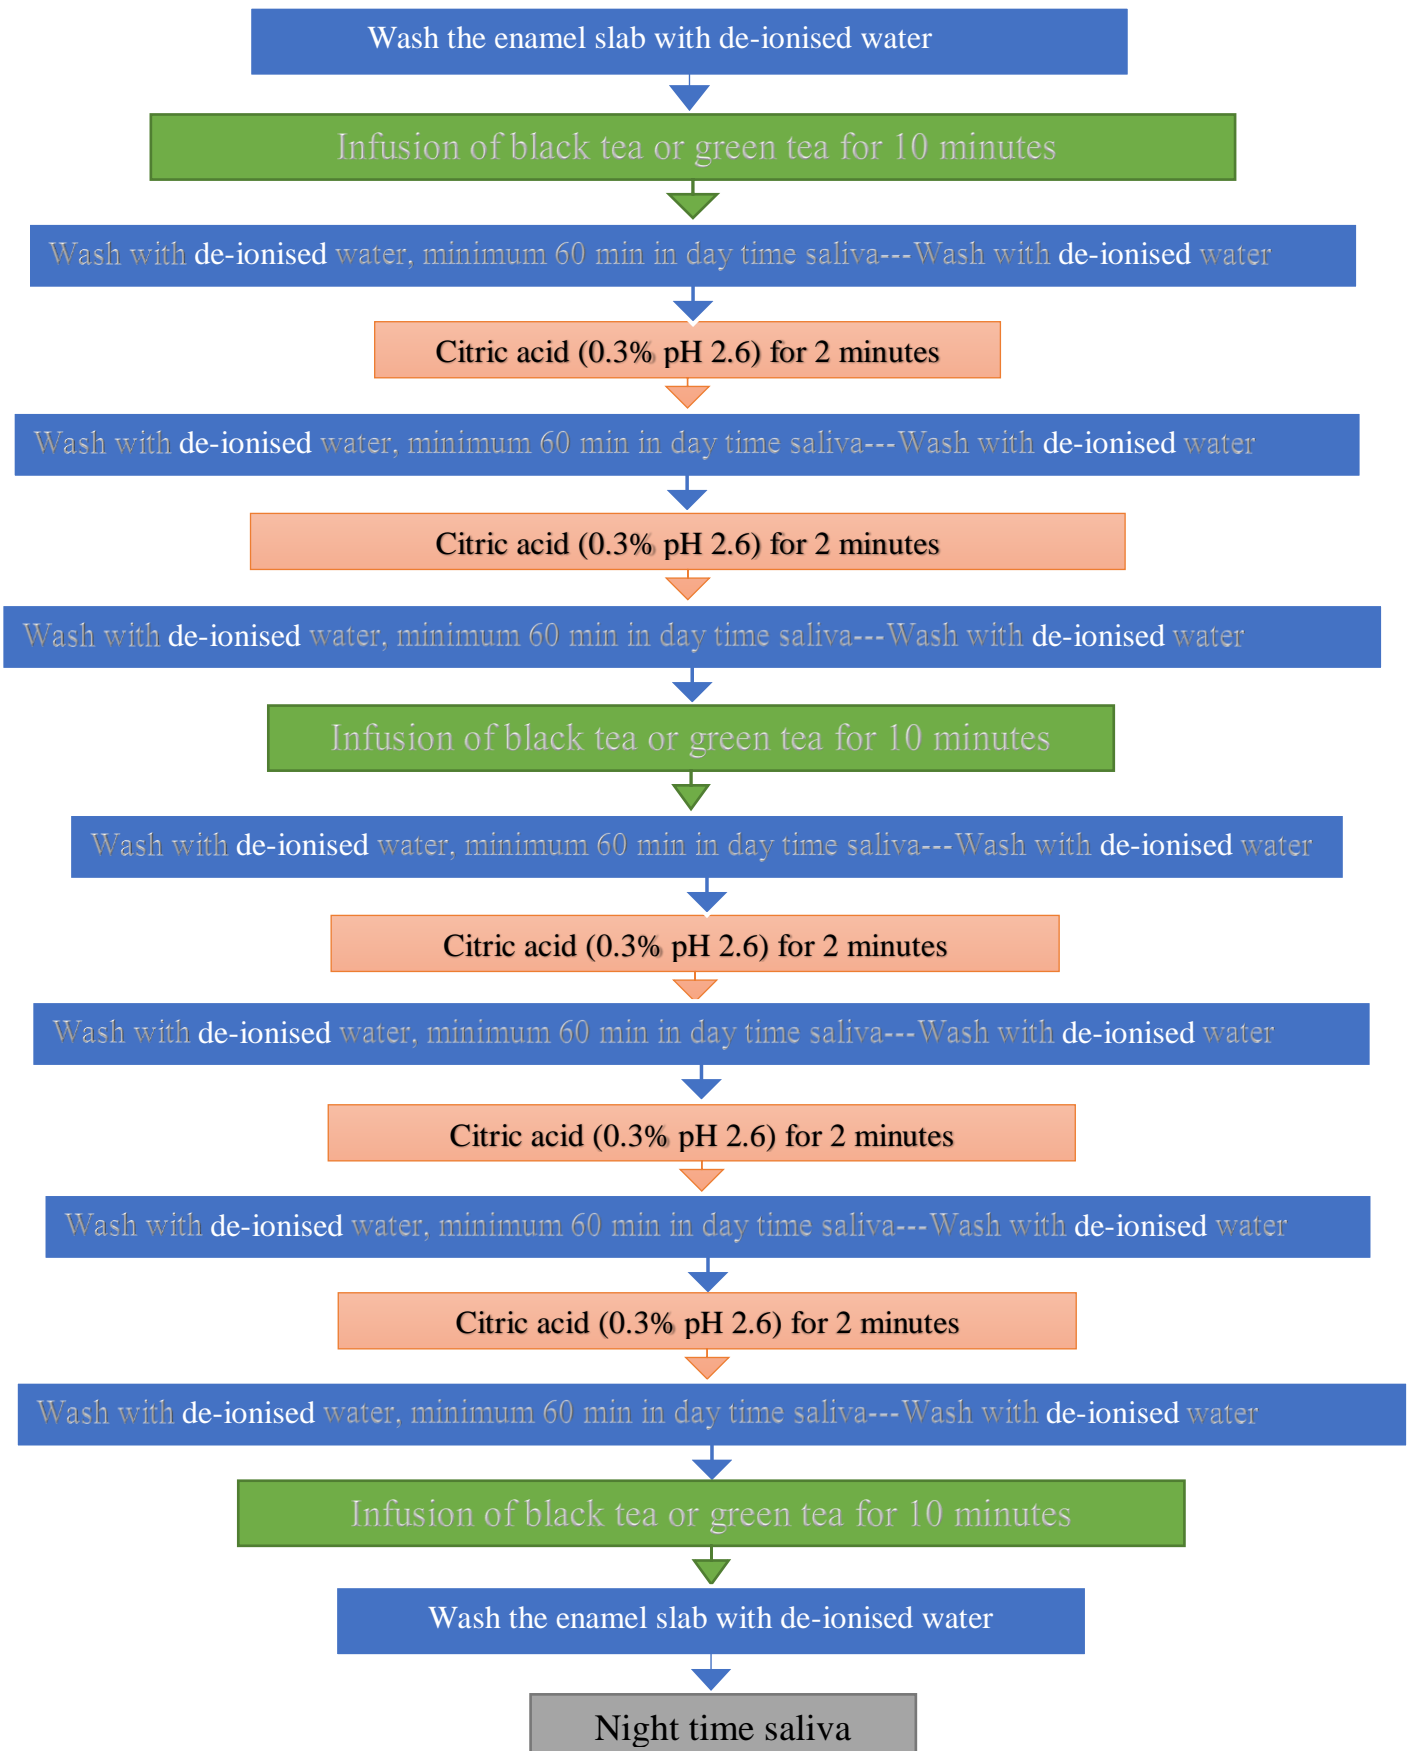 Wash the enamel slab with de-ionised water
Infusion of black tea or green tea for 10 minutes
Wash with de-ionised water, minimum 60 min in day time saliva---Wash with de-ionised water
Citric acid (0.3% pH 2.6) for 2 minutes
Wash with de-ionised water, minimum 60 min in day time saliva---Wash with de-ionised water
Citric acid (0.3% pH 2.6) for 2 minutes
Wash with de-ionised water, minimum 60 min in day time saliva---Wash with de-ionised water
Infusion of black tea or green tea for 10 minutes
Wash with de-ionised water, minimum 60 min in day time saliva---Wash with de-ionised water
Citric acid (0.3% pH 2.6) for 2 minutes
Wash with de-ionised water, minimum 60 min in day time saliva---Wash with de-ionised water
Citric acid (0.3% pH 2.6) for 2 minutes
Wash with de-ionised water, minimum 60 min in day time saliva---Wash with de-ionised water
Citric acid (0.3% pH 2.6) for 2 minutes
Wash with de-ionised water, minimum 60 min in day time saliva---Wash with de-ionised water
Infusion of black tea or green tea for 10 minutes
Wash the enamel slab with de-ionised water
Night time saliva